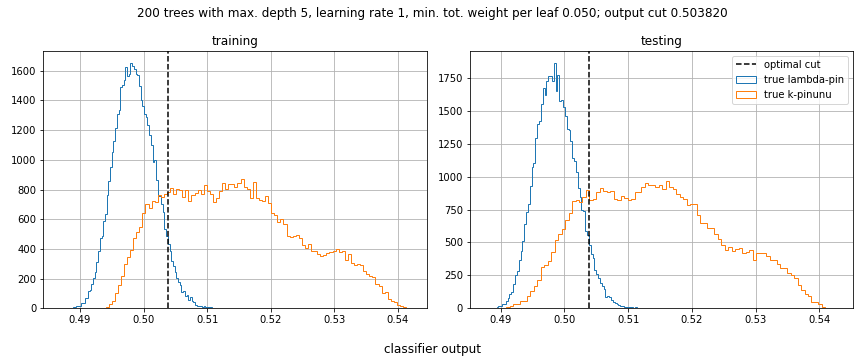 200 trees with max. depth 5, learning rate 1, min. tot. weight per leaf 0.050; output cut 0.503820
training
testing
1600
1400
1200
1000
800
600
400
200
0
0.49 0.50 0.51 0.52 0.53 0.54
1750
1500
1250
1000
750
500
250
0
0.49 0.50 0.51 0.52 0.53 0.54
optimal cut
true lambda-pin
true k-pinunu
classifier output